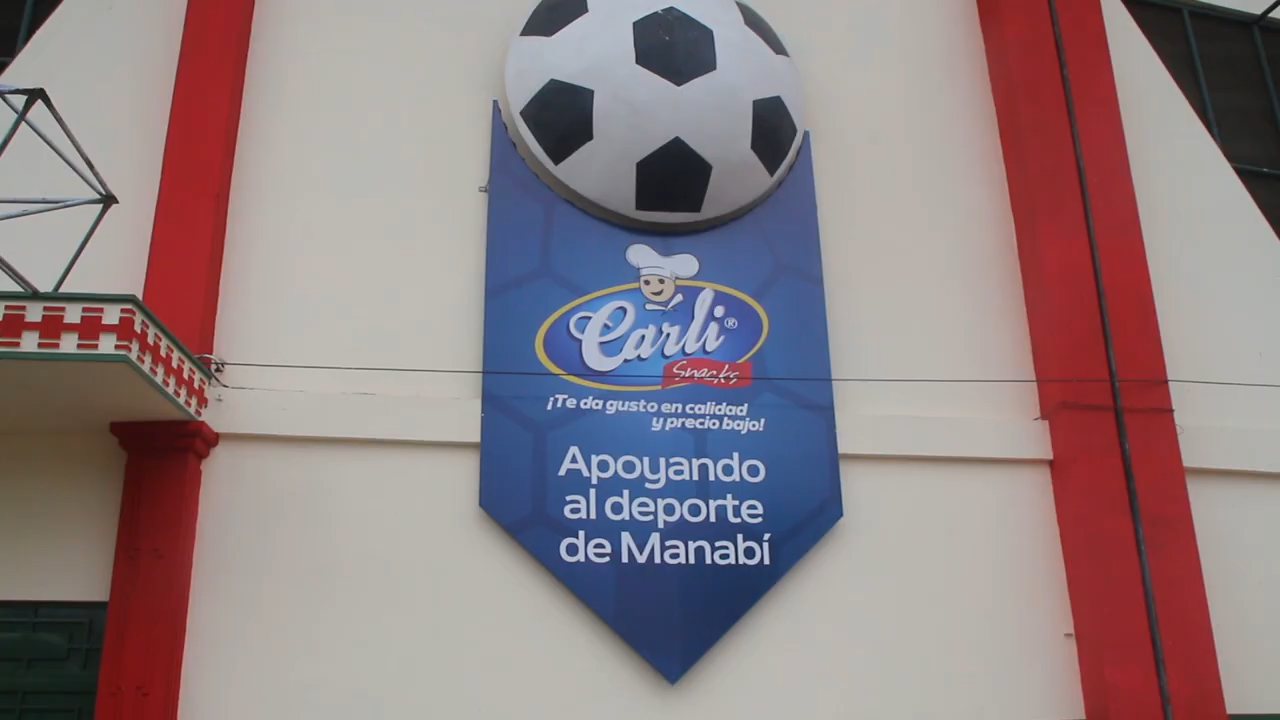 Carli®
Snacks
¡Te da gusto en calidad
y precio bajo!
Apoyando
al deporte
de Manabí